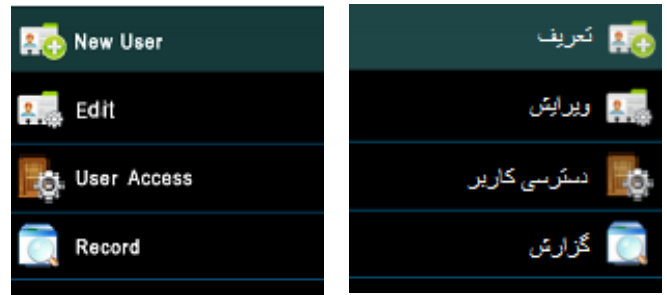 New User
Edit
User Access
Record
تعریف
ویرایش
دسترسی کاربر
گزارش